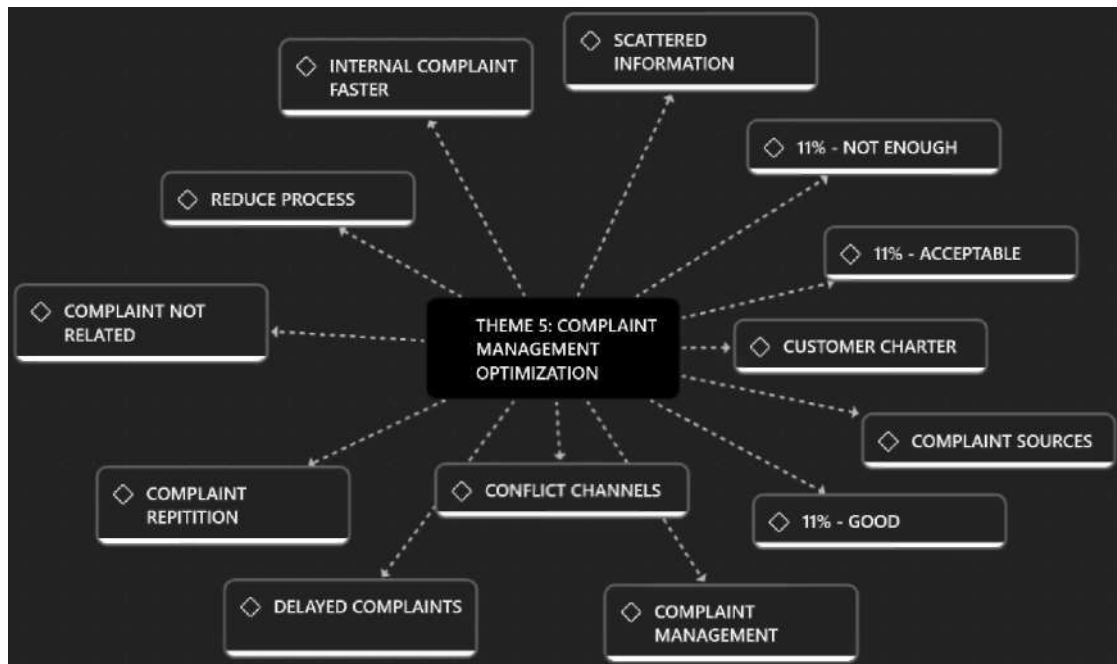 SCATTERED
INFORMATION
INTERNAL COMPLAINT
FASTER
11% - NOT ENOUGH
REDUCE PROCESS
11% - ACCEPTABLE
COMPLAINT NOT
RELATED
THEME 5: COMPLAINT
MANAGEMENT
OPTIMIZATION
CUSTOMER CHARTER
COMPLAINT SOURCES
COMPLAINT
REPITITION
CONFLICT CHANNELS
11% - GOOD
DELAYED COMPLAINTS
COMPLAINT
MANAGEMENT